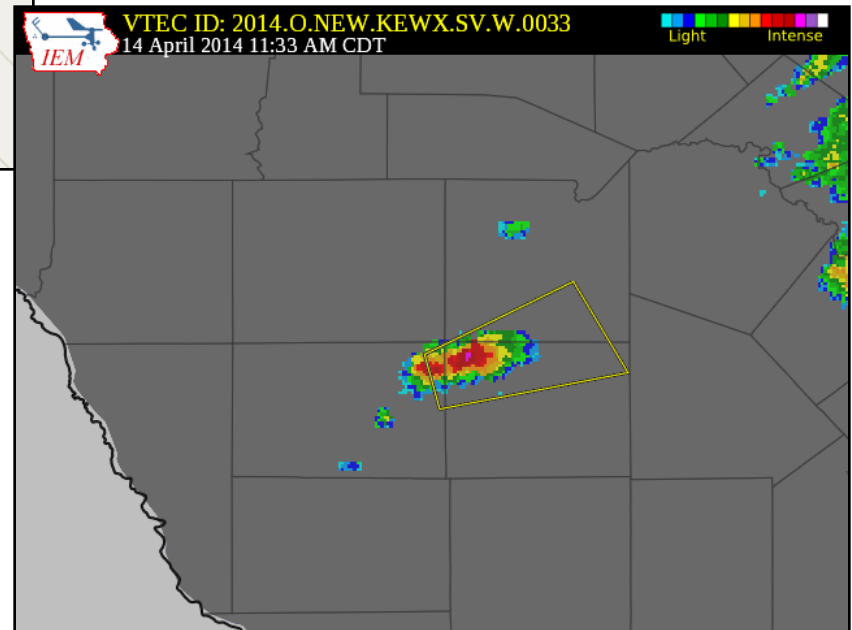 VTEC ID: 2014.O.NEW.KEWX.SV.W.0033
14 April 2014 11:33 AM CDT
IEM
Light Intense